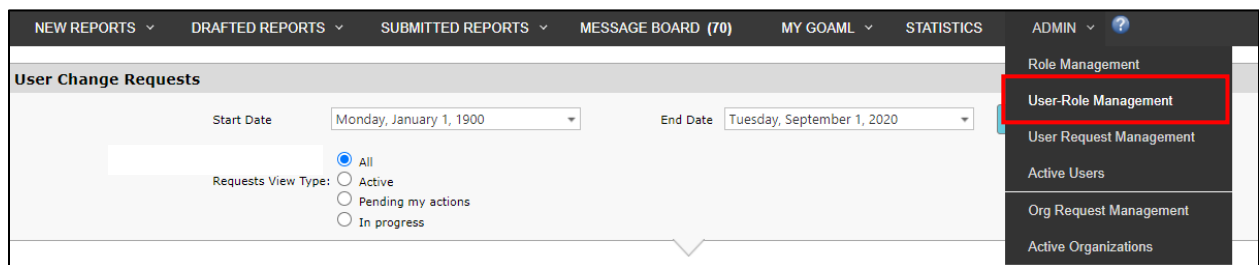 NEW REPORTS DRAFTED REPORTS SUBMITTED REPORTS MESSAGE BOARD (70) MY GOAML STATISTICS ADMIN ?
Role Management
User Change Requests
User-Role Management
Start Date Monday, January 1, 1900 End Date Tuesday, September 1, 2020
User Request Management
Requests View Type: All
Active
Pending my actions
In progress
Active Users
Org Request Management
Active Organizations